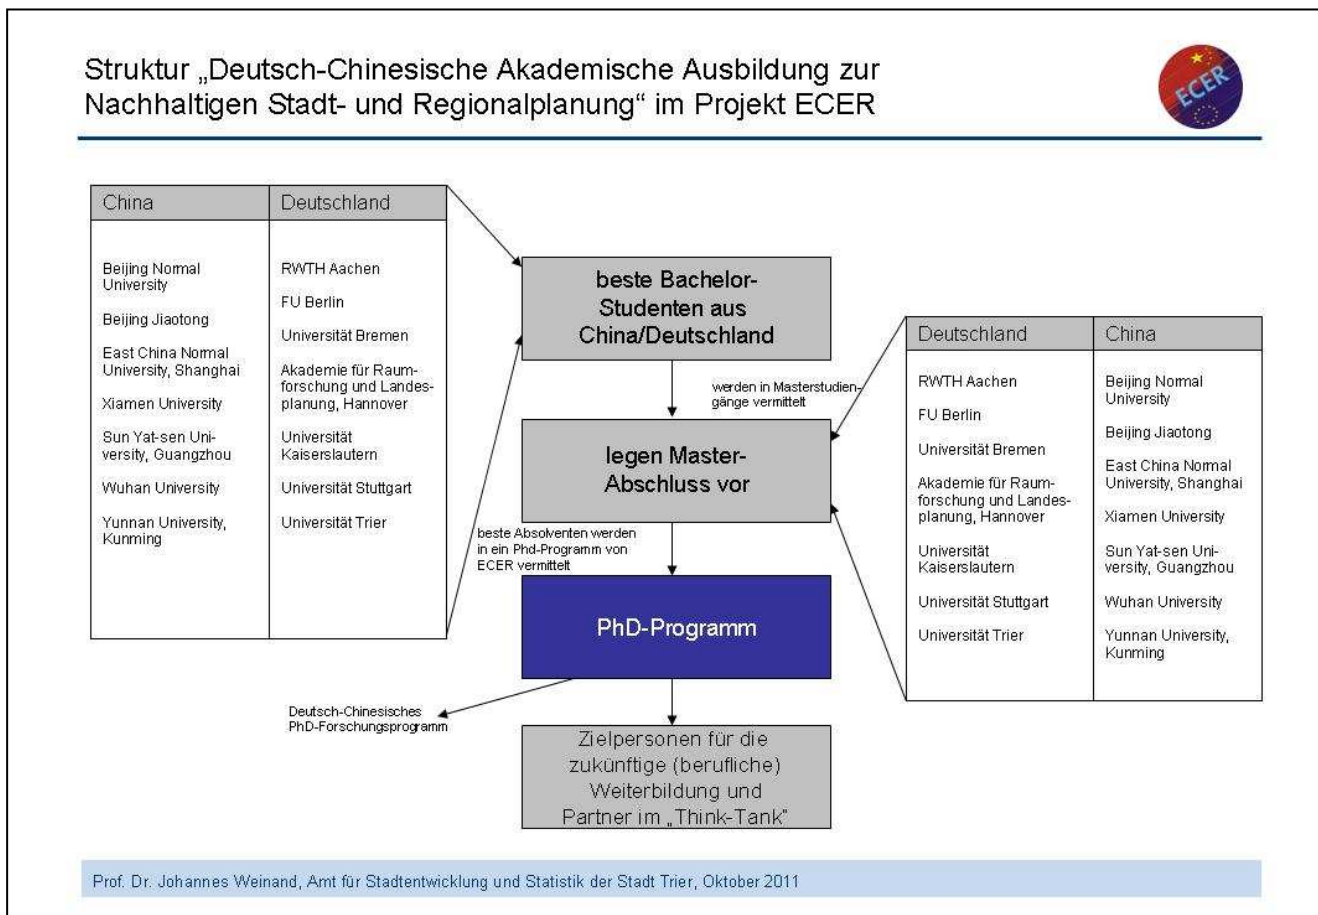 Struktur „Deutsch-Chinesische Akademische Ausbildung zur
Nachhaltigen Stadt- und Regionalplanung“ im Projekt ECER
ECER
China
Deutschland
Beijing Normal
University
Beijing Jiaotong
East China Normal
University, Shanghai
Xiamen University
Sun Yat-sen Uni-
versity, Guangzhou
Wuhan University
Yunnan University,
Kunming
RWTH Aachen
FU Berlin
Universität Bremen
Akademie für Raum-
forschung und Landes-
planung, Hannover
Universität
Kaiserslautern
Universität Stuttgart
Universität Trier
beste Bachelor-
Studenten aus
China/Deutschland
werden in Masterstudien-
gänge vermittelt
legen Master-
Abschluss vor
beste Absolventen werden
in ein Phd-Programm von
ECER vermittelt
PhD-Programm
Deutsch-Chinesisches
PhD-Forschungsprogramm
Zielpersonen für die
zukünftige (berufliche)
Weiterbildung und
Partner im „Think-Tank“
Deutschland
China
RWTH Aachen
FU Berlin
Universität Bremen
Akademie für Raum-
forschung und Landes-
planung, Hannover
Universität
Kaiserslautern
Universität Stuttgart
Universität Trier
Beijing Normal
University
Beijing Jiaotong
East China Normal
University, Shanghai
Xiamen University
Sun Yat-sen Uni-
versity, Guangzhou
Wuhan University
Yunnan University,
Kunming
Prof. Dr. Johannes Weinand, Amt für Stadtentwicklung und Statistik der Stadt Trier, Oktober 2011